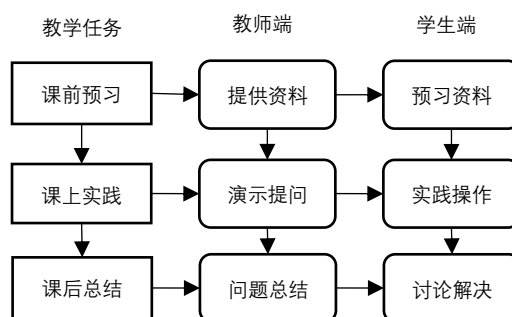 教学任务 教师端 学生端
课前预习 提供资料 预习资料
课上实践 演示提问 实践操作
课后总结 问题总结 讨论解决